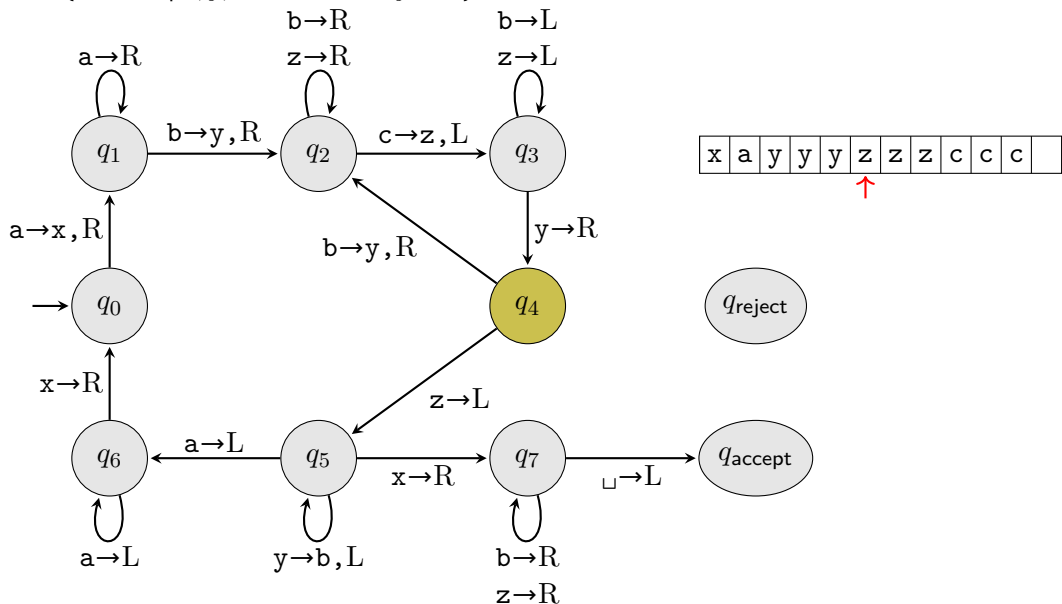 b→R
b→L
a→R
z→R
z→L
q1
b→y,R
q2
c→z,L
q3
x a y y y z z z c c c
a→x,R
b→y,R
y→R
q0
q4
qreject
x→R
z→L
q6
a→L
q5
x→R
q7
␣→L
qaccept
a→L
y→b,L
b→R
z→R